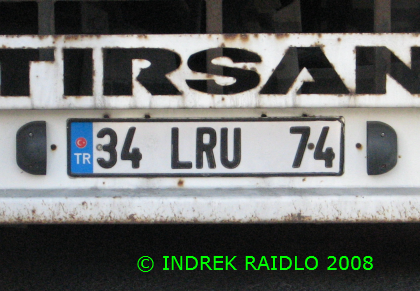 TIRSAN
TR 34 LRU 74
© INDREK RAIDLO 2008